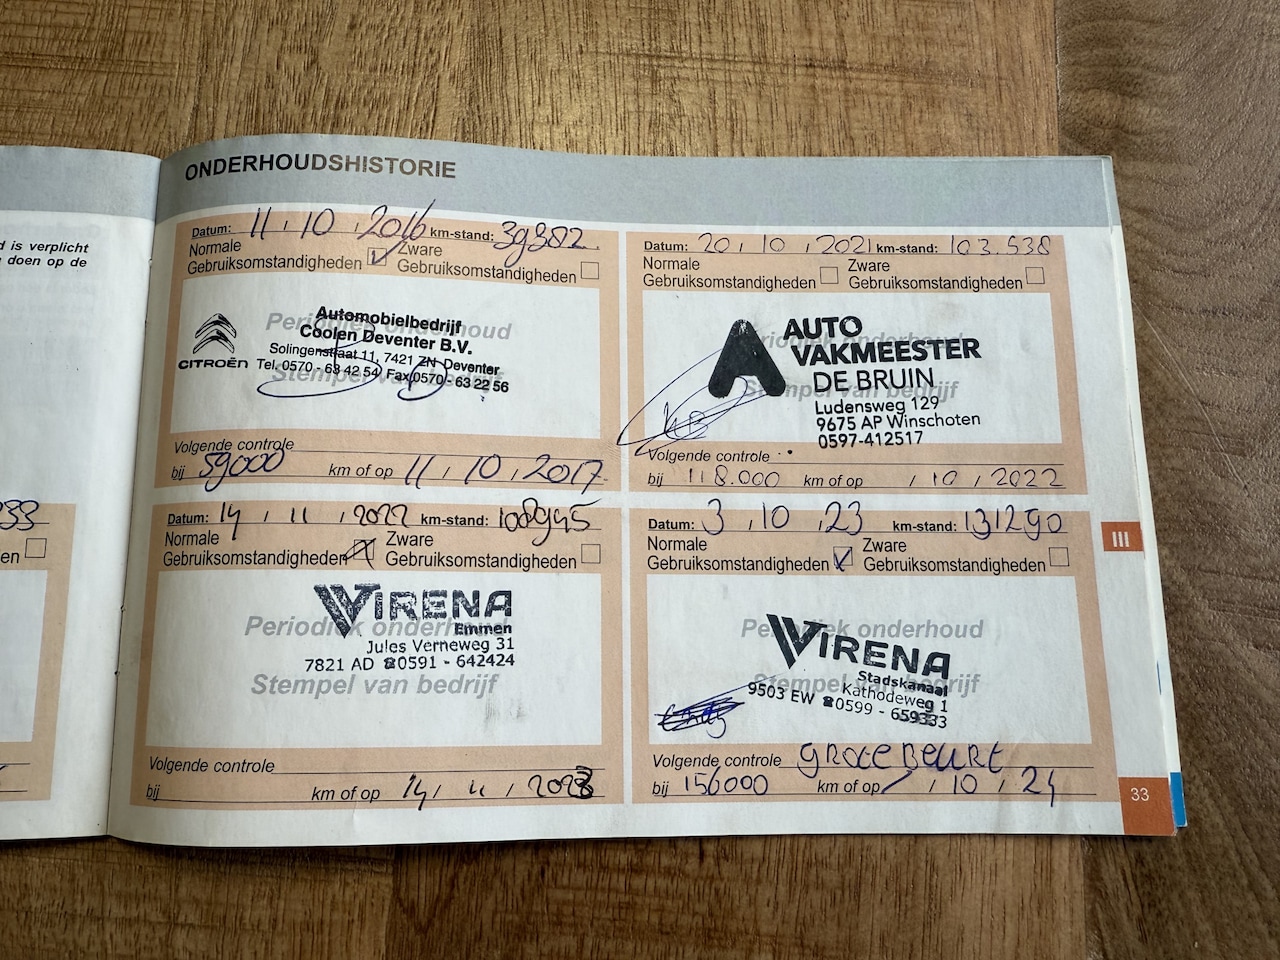 d is verplicht
doen op de
ONDERHOUDSHISTORIE
Datum: 11 , 10 , 2016 km-stand: 39382
Normale
Gebruiksomstandigheden
Zware
Gebruiksomstandigheden
Periodiek onderhoud
Stempel van bedrijf
CITROËN
Automobielbedrijf
Coolen Deventer B.V.
Solingenstraat 11, 7421 ZN Deventer
Tel. 0570 - 63 42 54 Fax 0570 - 63 22 56
Volgende controle
bij 59000 km of op 11 , 10 , 2017
Datum: 20 , 10 , 2021 km-stand: 103.538
Normale
Gebruiksomstandigheden
Zware
Gebruiksomstandigheden
Periodiek onderhoud
Stempel van bedrijf
AUTO
VAKMEESTER
DE BRUIN
Ludensweg 129
9675 AP Winschoten
0597-412517
Volgende controle
bij 118.000 km of op , 10 , 2022
33
en
Datum: 14 , 11 , 2022 km-stand: 108945
Normale
Gebruiksomstandigheden
Zware
Gebruiksomstandigheden
Periodiek onderhoud
Stempel van bedrijf
VIRENA
Emmen
Jules Verneweg 31
7821 AD ☎0591 - 642424
Volgende controle
bij km of op 14 , 11 , 2023
Datum: 3 , 10 , 23 km-stand: 131290
Normale
Gebruiksomstandigheden
Zware
Gebruiksomstandigheden
Periodiek onderhoud
Stempel van bedrijf
VIRENA
Stadskanaal
Kathodeweg 1
9503 EW ☎0599 - 659333
Volgende controle GROTE BEURT
bij 156000 km of op / , 10 , 24
III
33